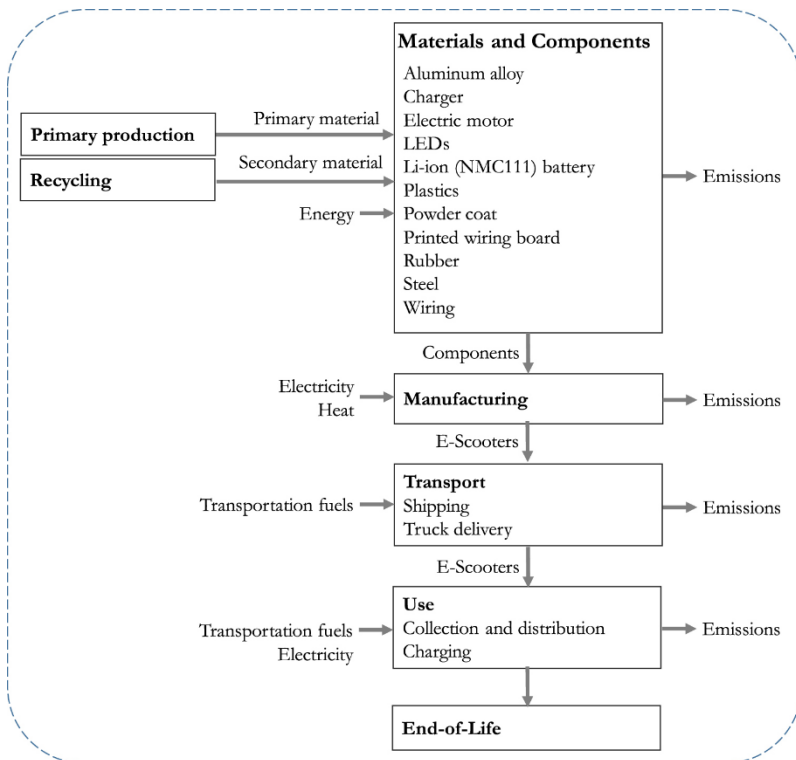 Materials and Components
Aluminum alloy
Charger
Electric motor
LEDs
Li-ion (NMC111) battery
Plastics
Powder coat
Printed wiring board
Rubber
Steel
Wiring
Primary production
Primary material
Recycling
Secondary material
Energy
Emissions
Components
Electricity
Heat
Manufacturing
Emissions
E-Scooters
Transportation fuels
Transport
Shipping
Truck delivery
Emissions
E-Scooters
Transportation fuels
Electricity
Use
Collection and distribution
Charging
Emissions
End-of-Life